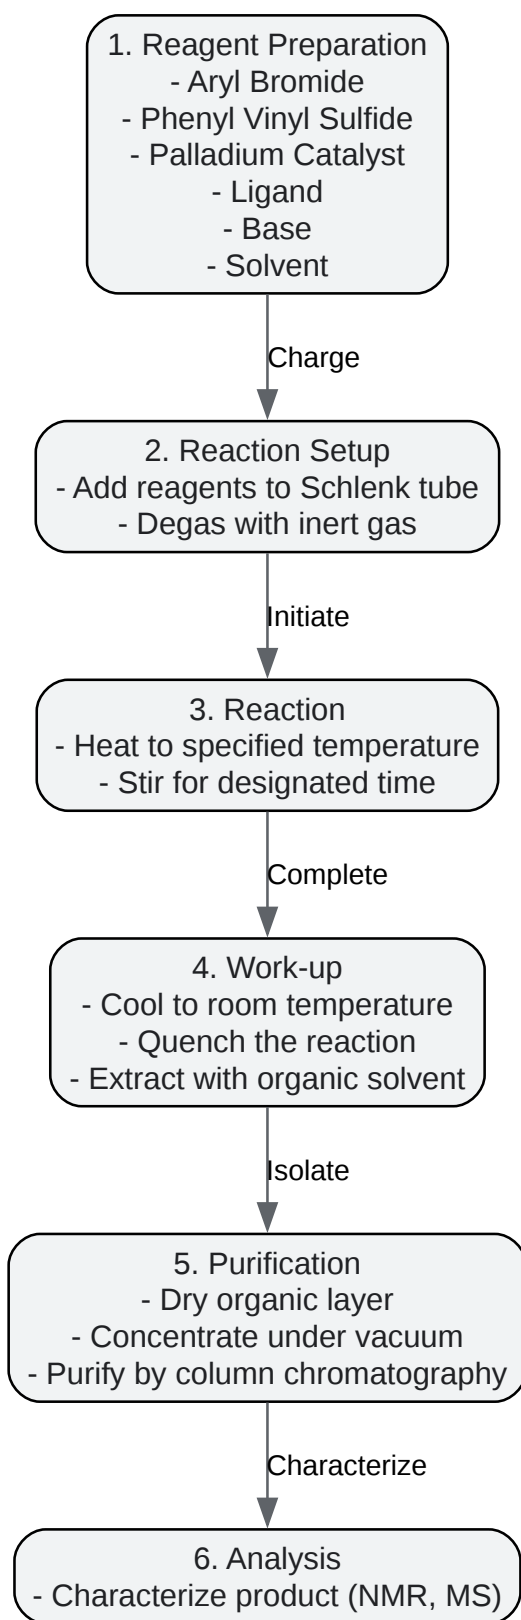 1. Reagent Preparation
- Aryl Bromide
- Phenyl Vinyl Sulfide
- Palladium Catalyst
- Ligand
- Base
- Solvent
Charge
2. Reaction Setup
- Add reagents to Schlenk tube
- Degas with inert gas
Initiate
3. Reaction
- Heat to specified temperature
- Stir for designated time
Complete
4. Work-up
- Cool to room temperature
- Quench the reaction
- Extract with organic solvent
Isolate
5. Purification
- Dry organic layer
- Concentrate under vacuum
- Purify by column chromatography
Characterize
6. Analysis
- Characterize product (NMR, MS)